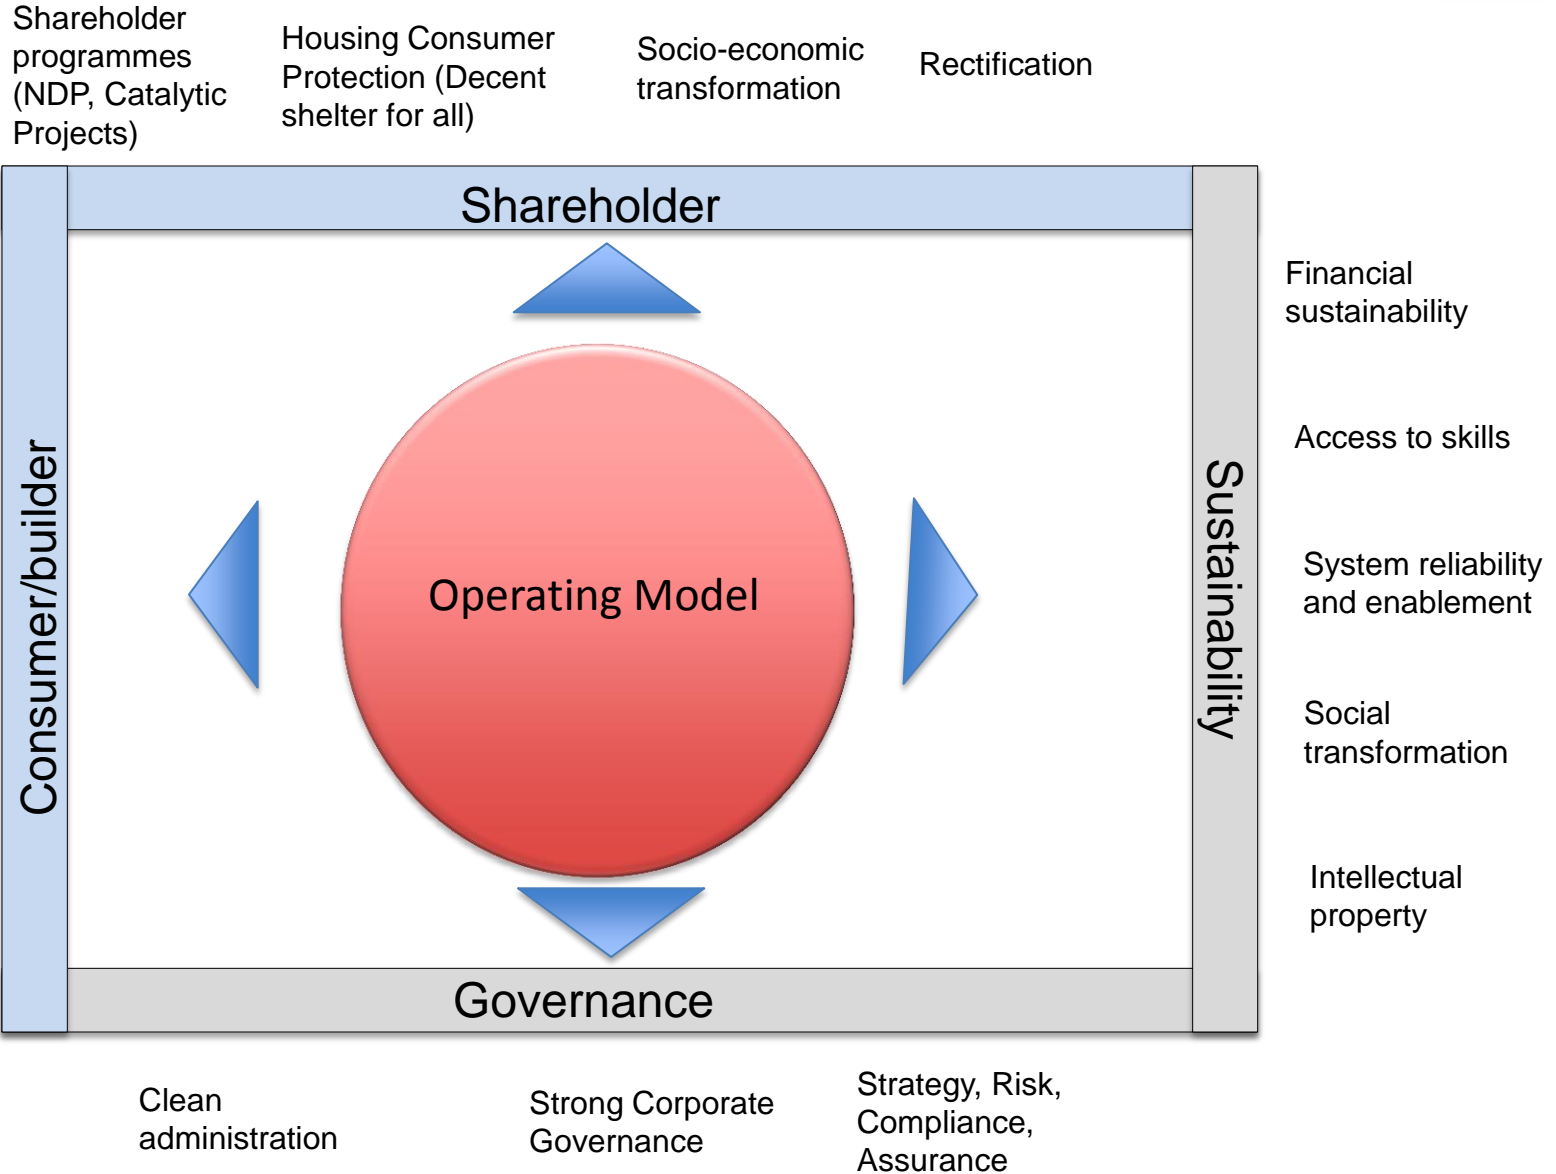 Shareholder
programmes
(NDP, Catalytic
Projects)
Housing Consumer
Protection (Decent
shelter for all)
Socio-economic
transformation
Rectification
Shareholder
Consumer/builder
Operating Model
Sustainability
Financial
sustainability
Access to skills
System reliability
and enablement
Social
transformation
Intellectual
property
Governance
Clean
administration
Strong Corporate
Governance
Strategy, Risk,
Compliance,
Assurance